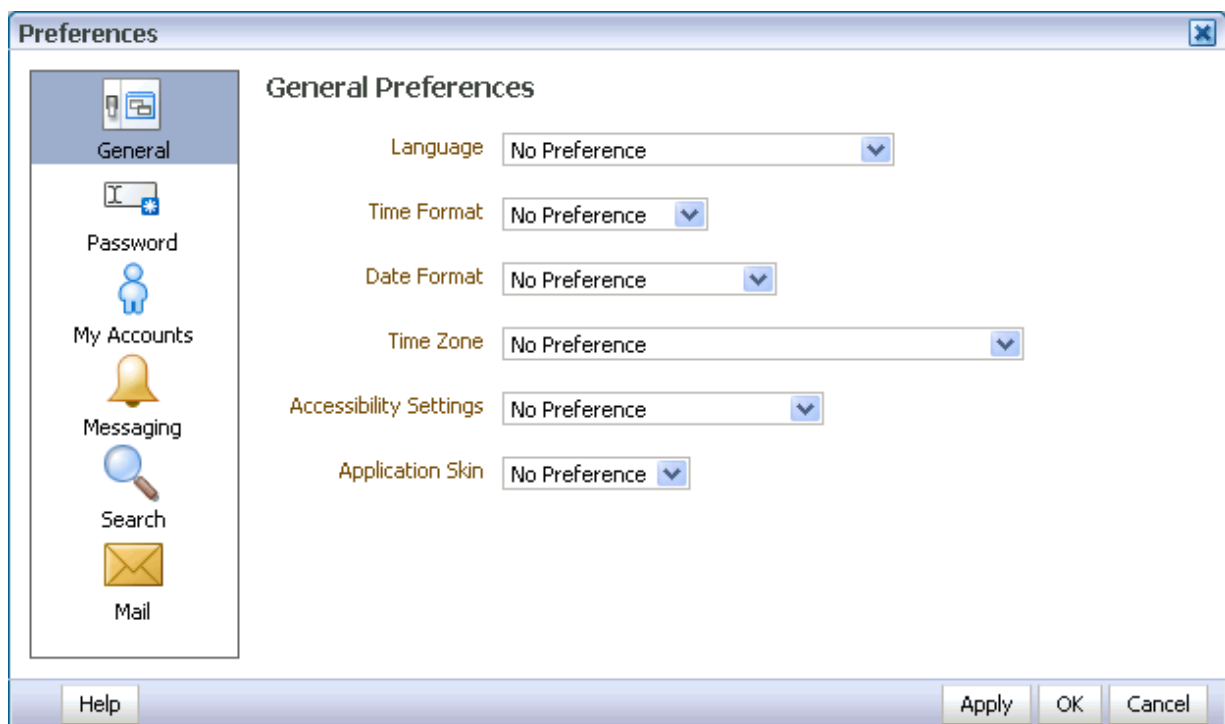 Preferences
General
Password
My Accounts
Messaging
Search
Mail
General Preferences
Language No Preference
Time Format No Preference
Date Format No Preference
Time Zone No Preference
Accessibility Settings No Preference
Application Skin No Preference
Help Apply OK Cancel